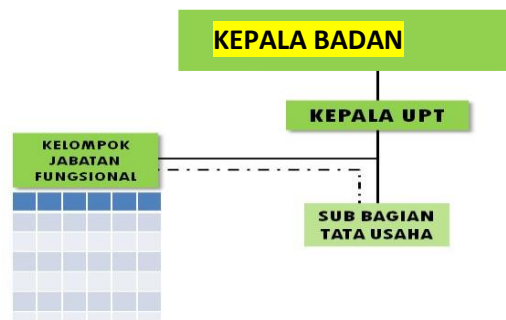 KEPALA BADAN
KEPALA UPT
KELOMPOK
JABATAN
FUNGSIONAL
SUB BAGIAN
TATA USAHA